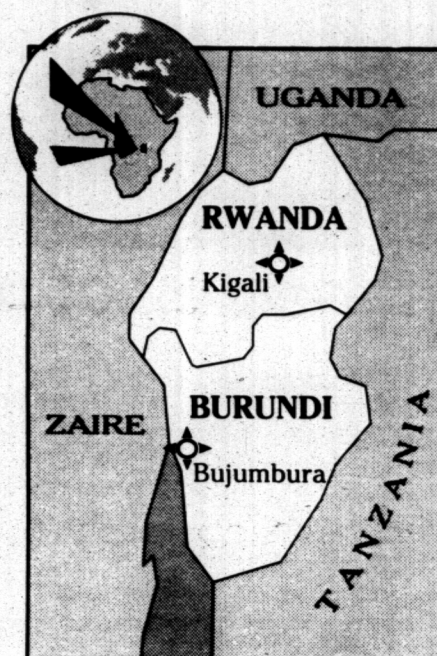 UGANDA
RWANDA
Kigali
ZAIRE
BURUNDI
Bujumbura
TANZANIA